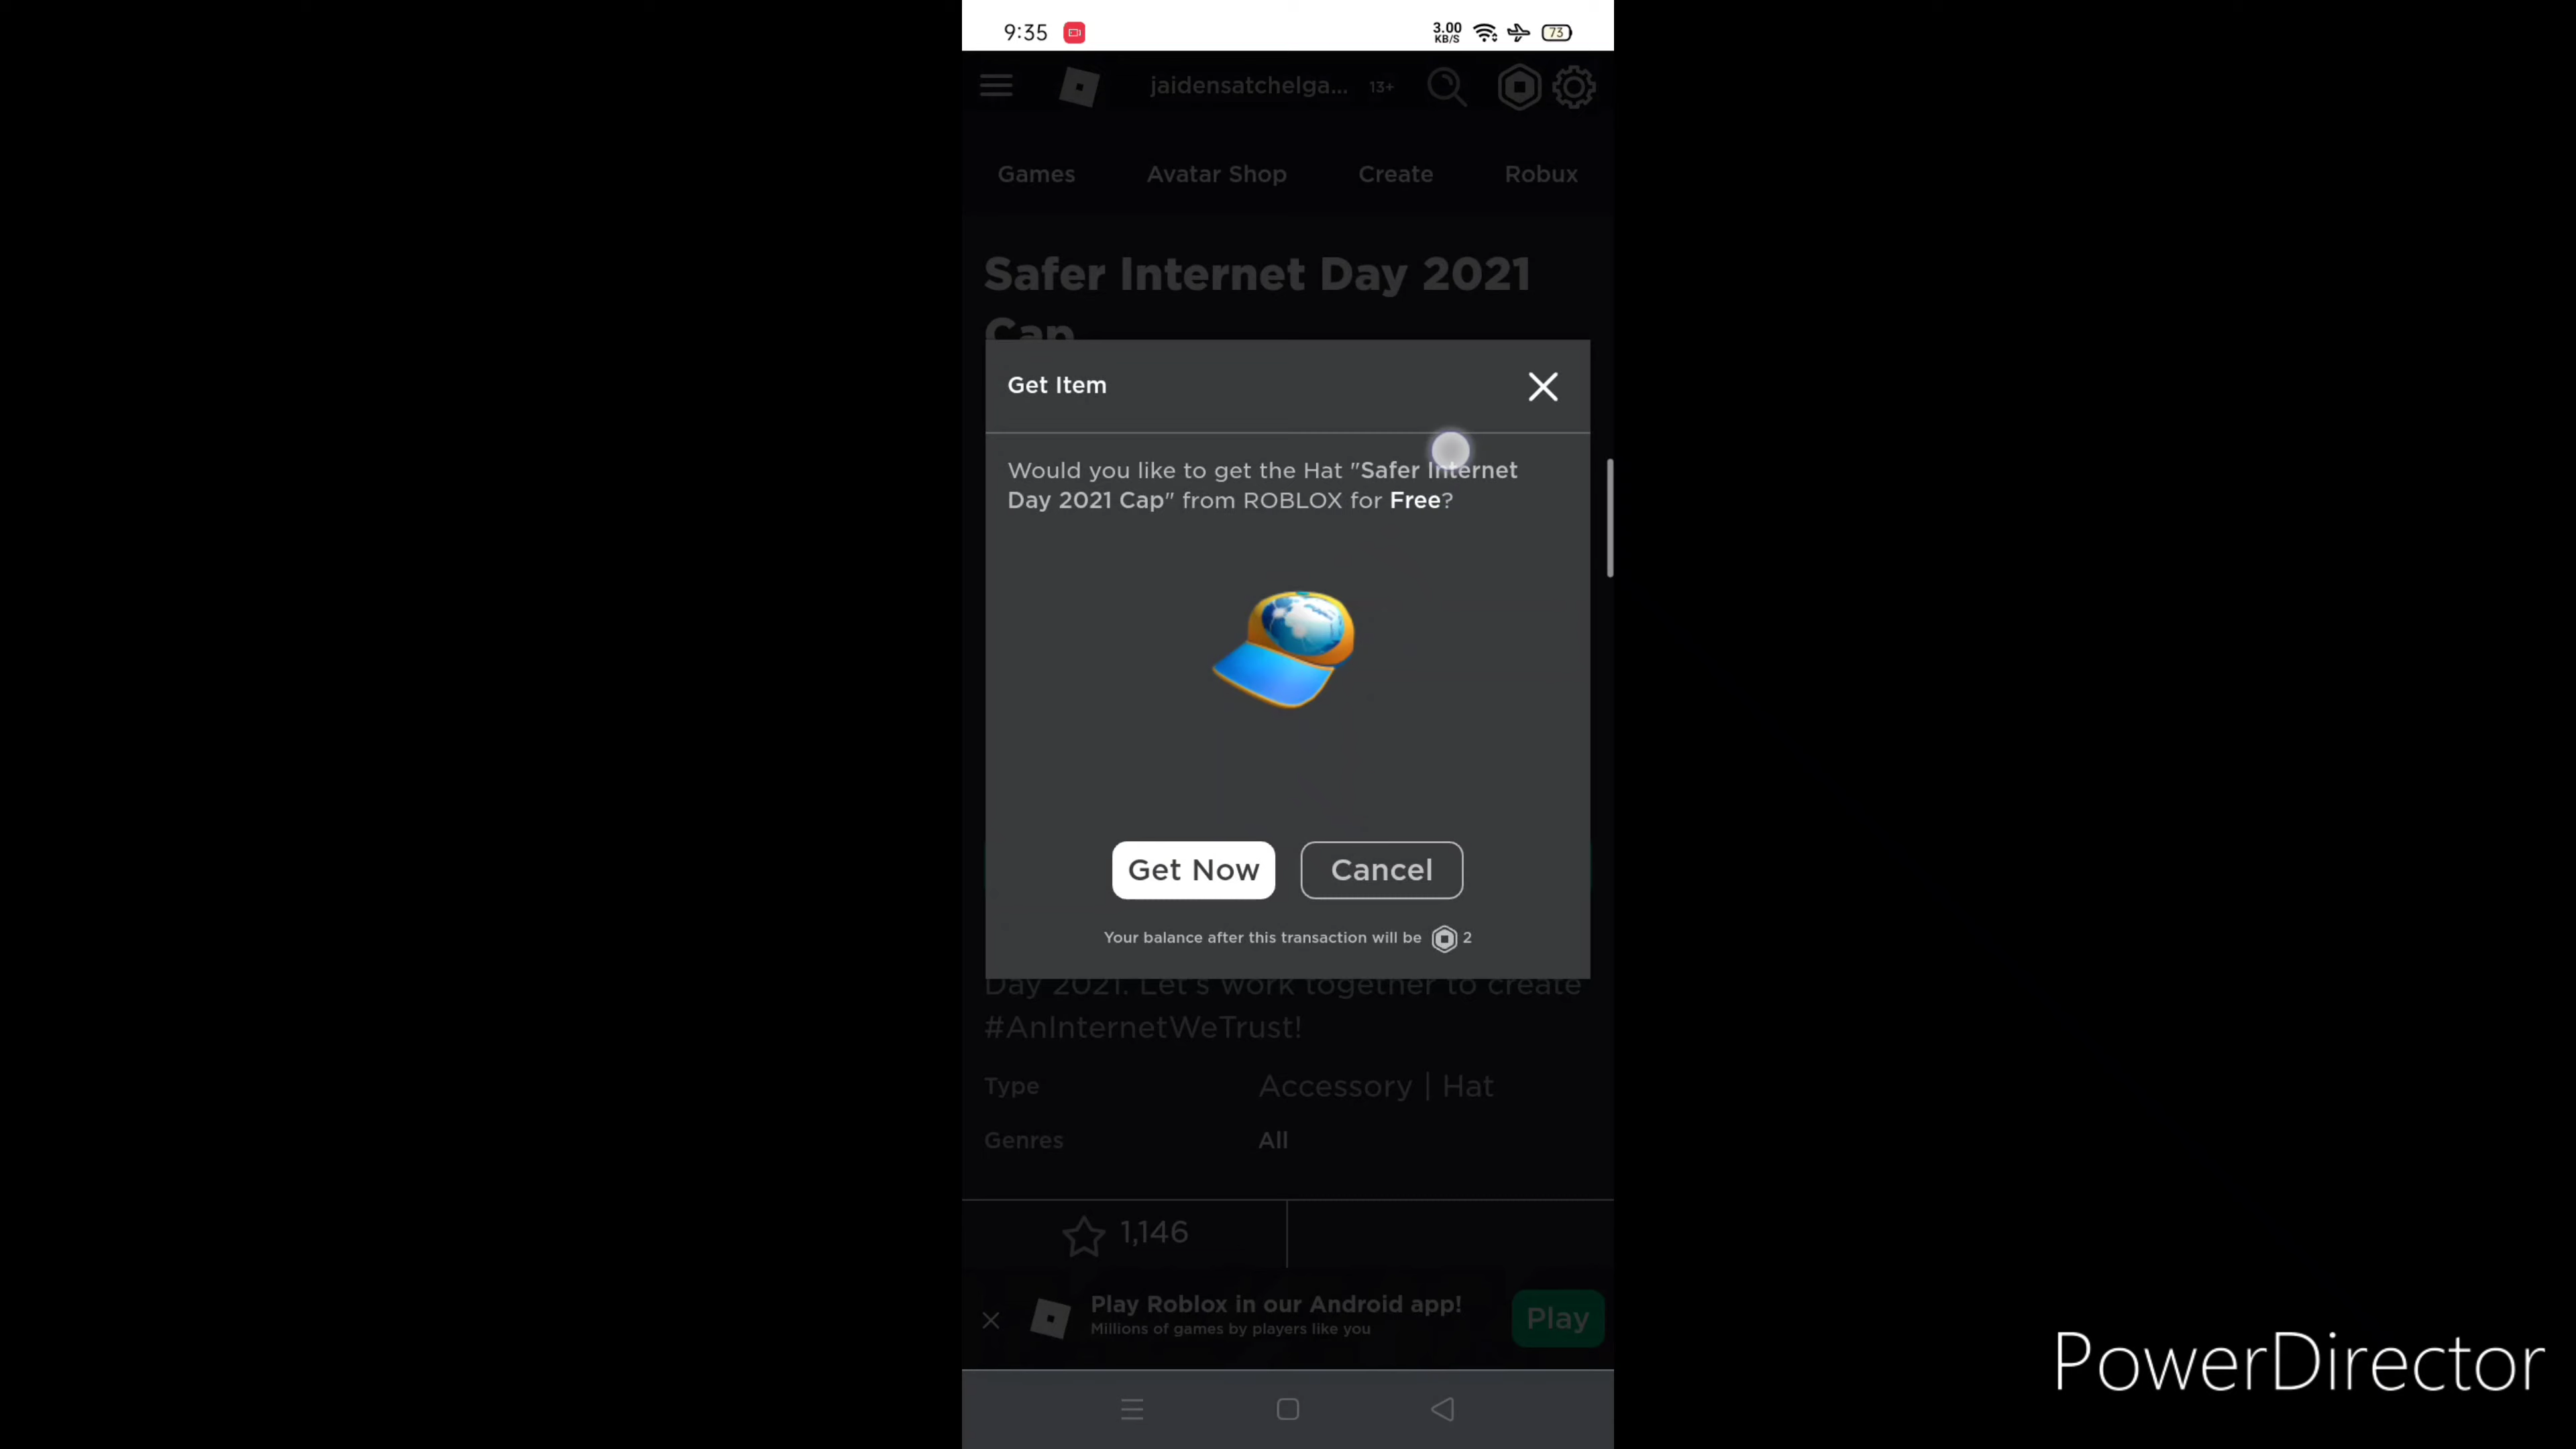 9:35
3.00
KB/S
73
jaidensatchelga... 13+
Games Avatar Shop Create Robux
Safer Internet Day 2021
Cap
Get Item
Would you like to get the Hat "Safer Internet
Day 2021 Cap" from ROBLOX for Free?
Get Now Cancel
Your balance after this transaction will be 2
Day 2021. Let's work together to create
#AnInternetWeTrust!
Type Accessory | Hat
Genres All
1,146
Play Roblox in our Android app!
Millions of games by players like you
Play
PowerDirector